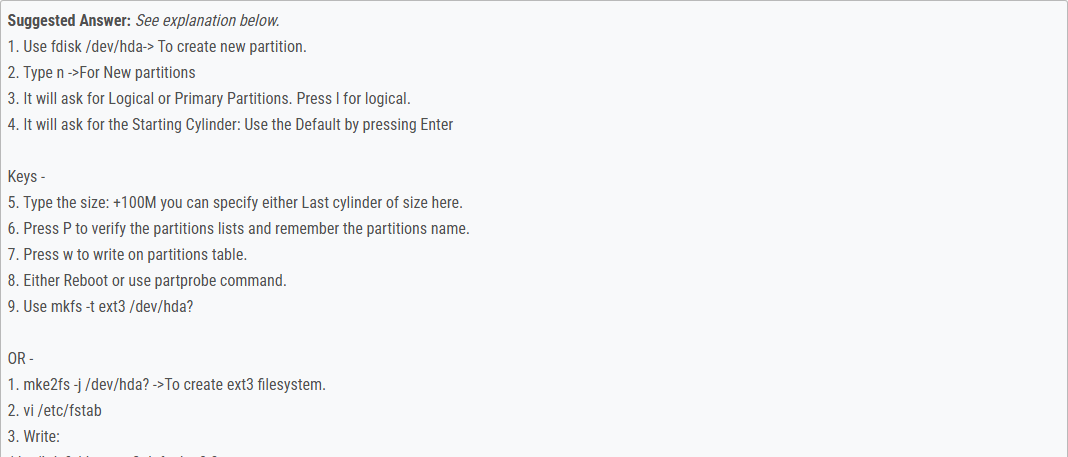 Suggested Answer: See explanation below.
1. Use fdisk /dev/hda-> To create new partition.
2. Type n ->For New partitions
3. It will ask for Logical or Primary Partitions. Press l for logical.
4. It will ask for the Starting Cylinder: Use the Default by pressing Enter
Keys -
5. Type the size: +100M you can specify either Last cylinder of size here.
6. Press P to verify the partitions lists and remember the partitions name.
7. Press w to write on partitions table.
8. Either Reboot or use partprobe command.
9. Use mkfs -t ext3 /dev/hda?
OR -
1. mke2fs -j /dev/hda? ->To create ext3 filesystem.
2. vi /etc/fstab
3. Write: